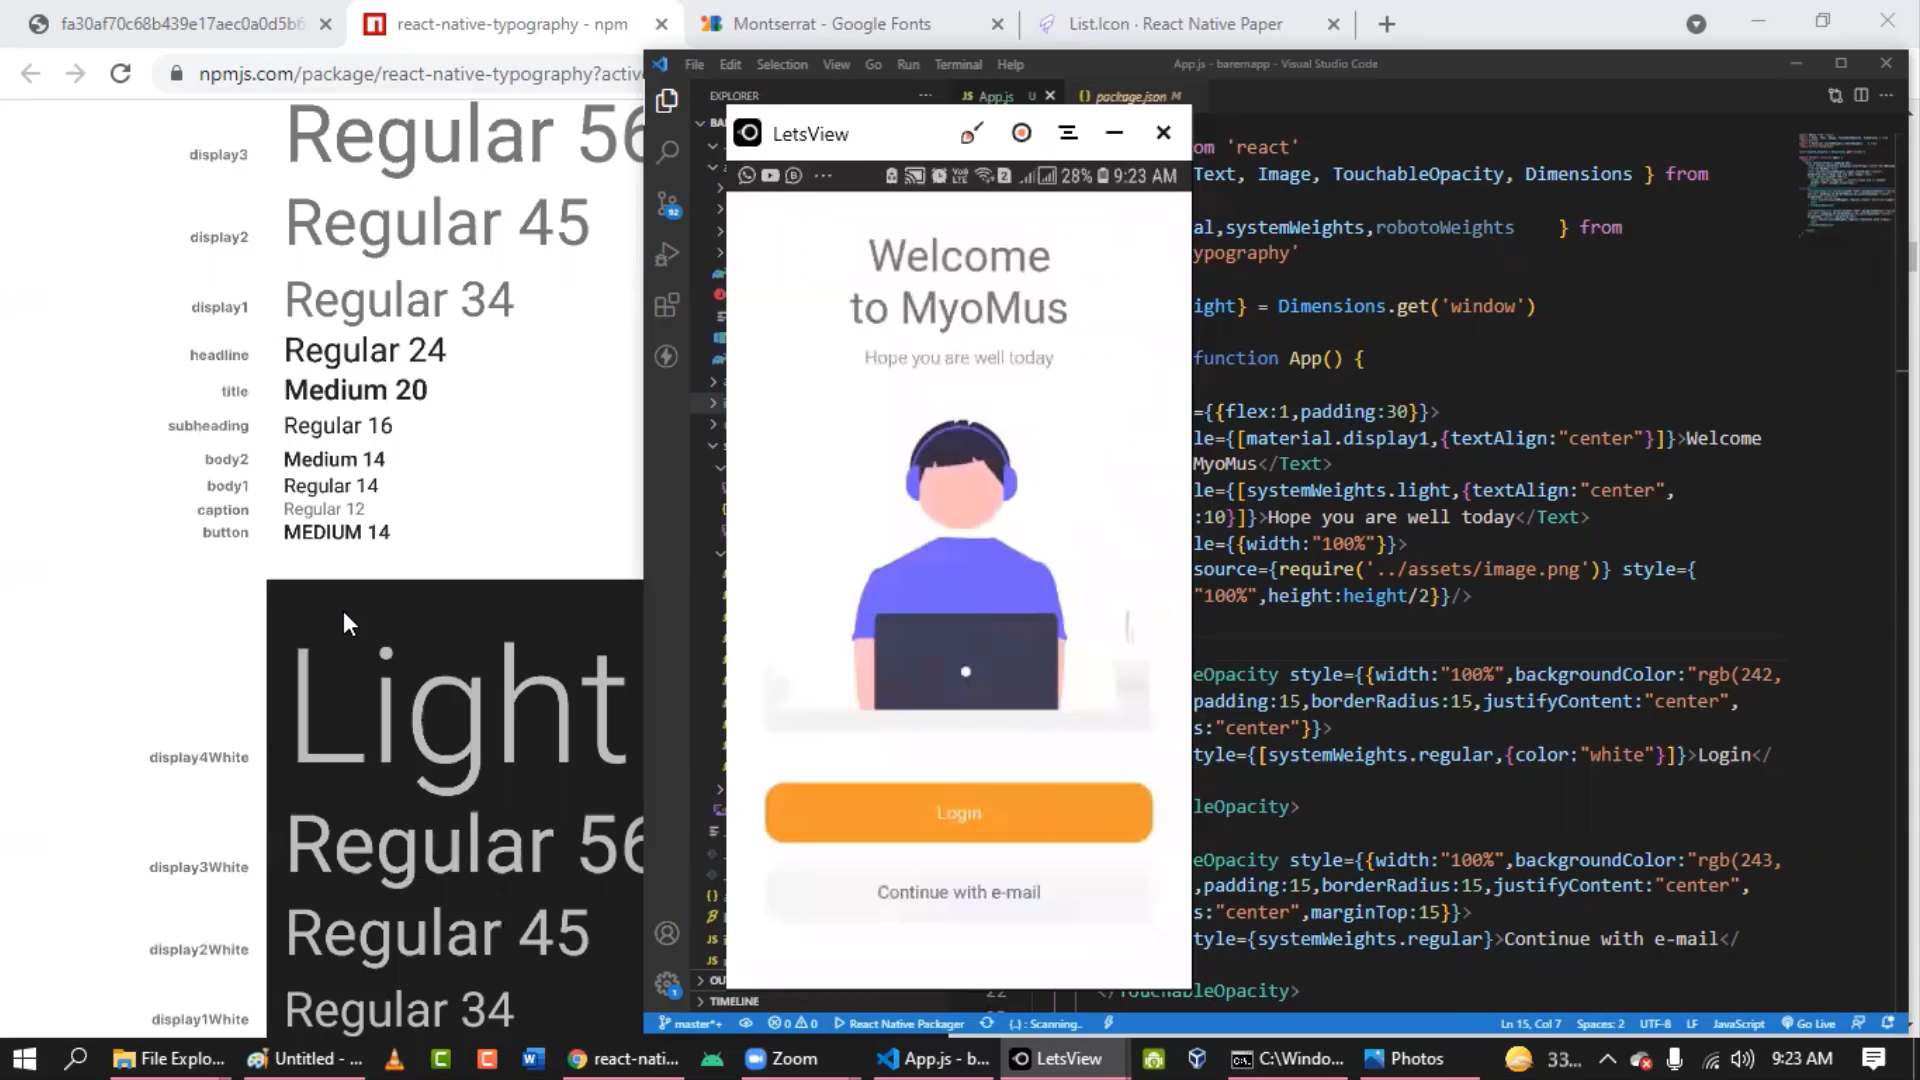 fa30af70c68b439e17aec0a0d5b6
react-native-typography - npm
Montserrat - Google Fonts
List.Icon · React Native Paper
npmjs.com/package/react-native-typography?active
display3
Regular 56
display2
Regular 45
display1
Regular 34
headline
Regular 24
title
Medium 20
subheading
Regular 16
body2
Medium 14
body1
Regular 14
caption
Regular 12
button
MEDIUM 14
Light
display4White
display3White
Regular 56
display2White
Regular 45
display1White
Regular 34
File Edit Selection View Go Run Terminal Help
App.js - barernapp - Visual Studio Code
EXPLORER
JS App.js U
{} package.json M
LetsView
28% 9:23 AM
Welcome
to MyoMus
Hope you are well today
Login
Continue with e-mail
om 'react'
Text, Image, TouchableOpacity, Dimensions } from
al,systemWeights,robotoWeights } from
ypography'
ight} = Dimensions.get('window')
function App() {
={{flex:1,padding:30}}>
le={[material.display1,{textAlign:"center"}]}>Welcome
MyoMus</Text>
le={[systemWeights.light,{textAlign:"center",
:10}]}>Hope you are well today</Text>
le={{width:"100%"}}>
source={require('../assets/image.png')} style={
"100%",height:height/2}}/>
eOpacity style={{width:"100%",backgroundColor:"rgb(242,
padding:15,borderRadius:15,justifyContent:"center",
s:"center"}}>
tyle={[systemWeights.regular,{color:"white"}]}>Login</
leOpacity>
eOpacity style={{width:"100%",backgroundColor:"rgb(243,
,padding:15,borderRadius:15,justifyContent:"center",
s:"center",marginTop:15}}>
tyle={systemWeights.regular}>Continue with e-mail</
22
</TouchableOpacity>
OU
TIMELINE
master*+ 0 0 React Native Packager {..} : Scanning..
Ln 15, Col 7 Spaces: 2 UTF-8 LF JavaScript Go Live
File Explo... Untitled - ... react-nati... Zoom App.js - b... LetsView C:\Windo... Photos 33... 9:23 AM